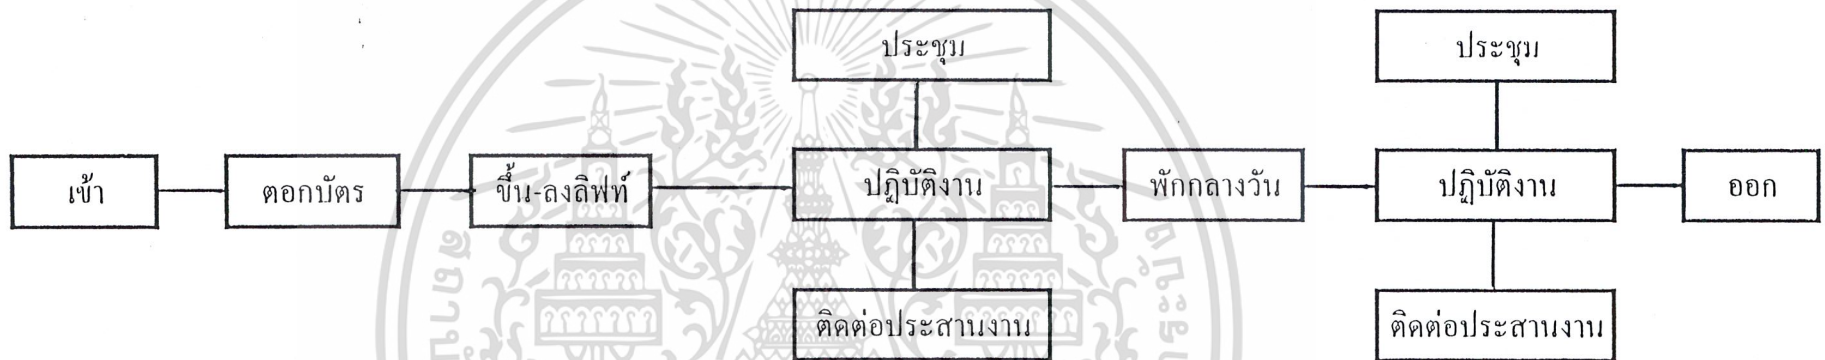 ประชุม
ประชุม
เข้า
ตอกบัตร
ขึ้น-ลงลิฟท์
ปฏิบัติงาน
พักกลางวัน
ปฏิบัติงาน
ออก
ติดต่อประสานงาน
ติดต่อประสานงาน